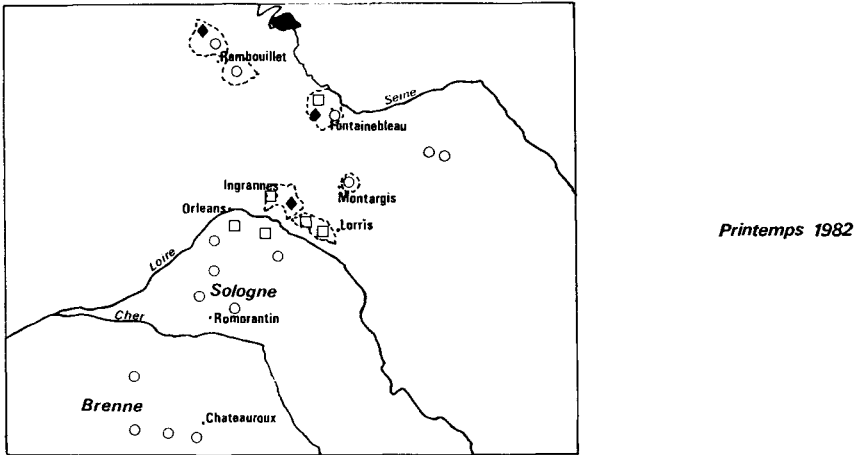 Rambouillet
Seine
Fontainebleau
Ingrannes
Montargis
Orleans
Lorris
Printemps 1982
Loire
Sologne
Romorantin
Cher
Brenne
Chateauroux